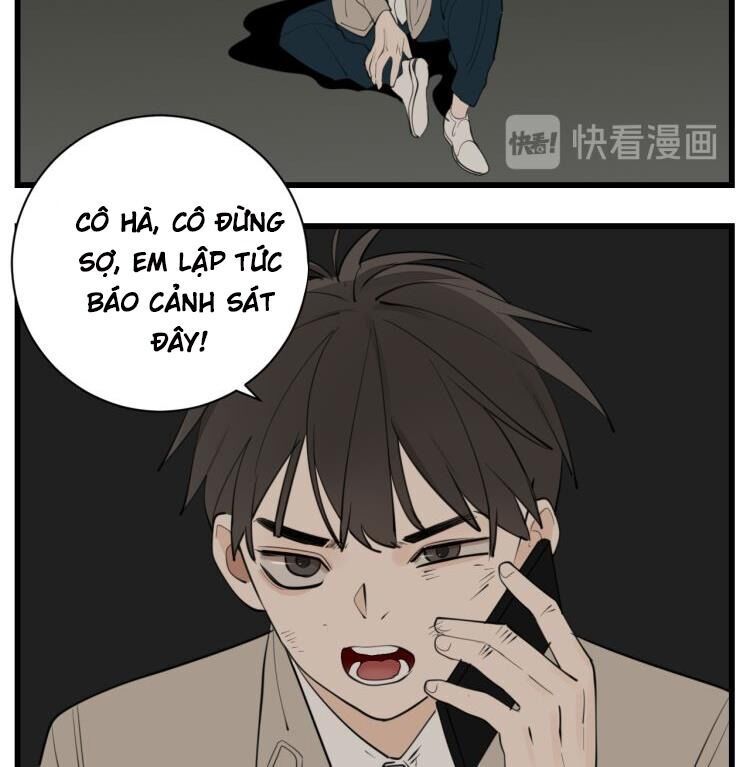 快看! 快看漫画
CÔ HÀ, CÔ ĐỪNG
SỢ, EM LẬP TỨC
BÁO CẢNH SÁT
ĐÂY!